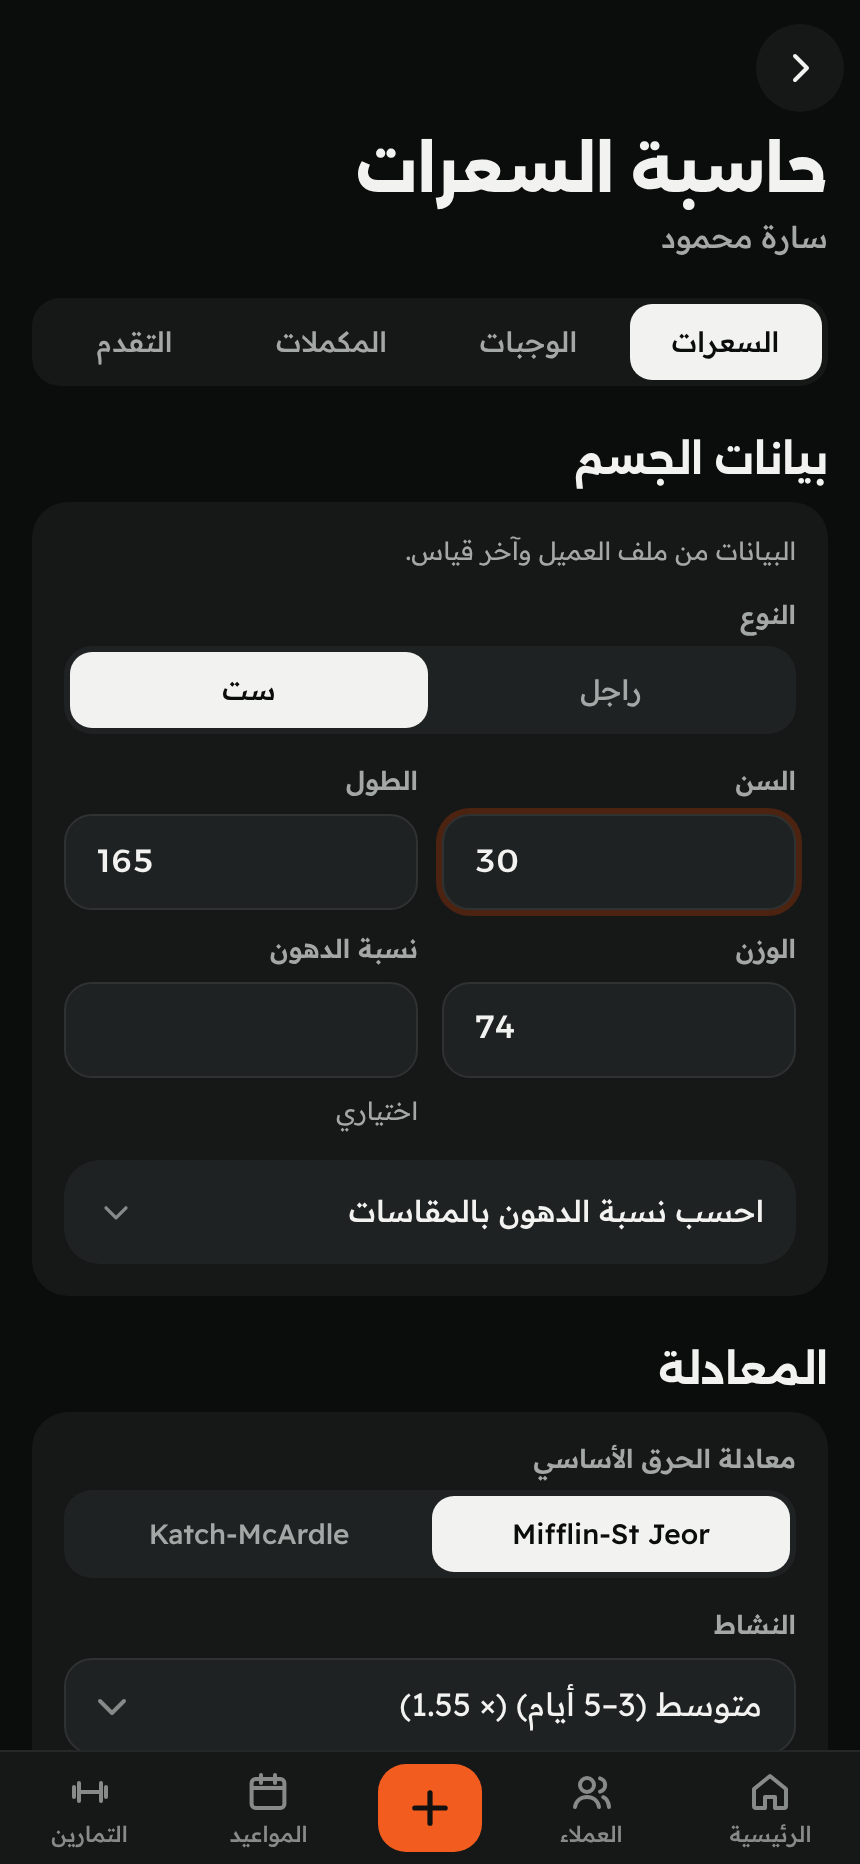 حاسبة السعرات
سارة محمود
السعرات
الوجبات
المكملات
التقدم
بيانات الجسم
البيانات من ملف العميل وآخر قياس.
النوع
راجل
ست
السن
الطول
30
165
الوزن
نسبة الدهون
74
اختياري
احسب نسبة الدهون بالمقاسات
المعادلة
معادلة الحرق الأساسي
Mifflin-St Jeor
Katch-McArdle
النشاط
متوسط (3–5 أيام) (× 1.55)
الرئيسية
العملاء
المواعيد
التمارين